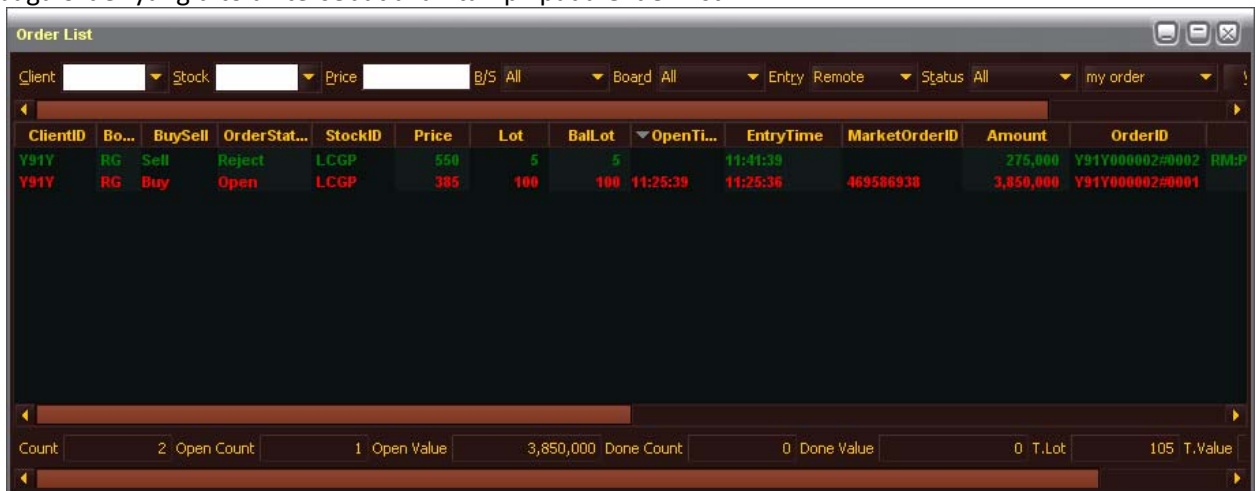 Order List
Client Stock Price B/S All Board All Entry Remote Status All my order
ClientID Bo... BuySell OrderStat... StockID Price Lot BalLot OpenTi... EntryTime MarketOrderID Amount OrderID
Y91Y RG Sell Reject LCGP 550 5 5 11:41:39 275,000 Y91Y000002#0002 RM:P
Y91Y RG Buy Open LCGP 385 100 100 11:25:39 11:25:36 469586938 3,850,000 Y91Y000002#0001
Count 2 Open Count 1 Open Value 3,850,000 Done Count 0 Done Value 0 T.Lot 105 T.Value